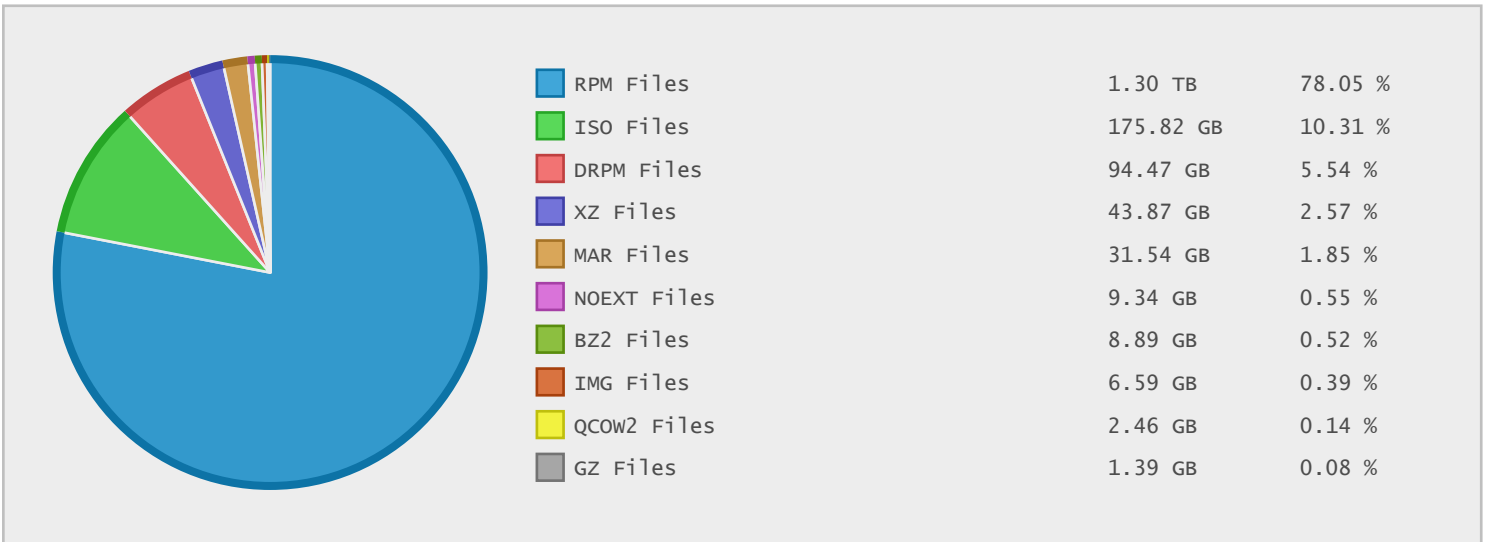 RPM Files 1.30 TB 78.05 %
ISO Files 175.82 GB 10.31 %
DRPM Files 94.47 GB 5.54 %
XZ Files 43.87 GB 2.57 %
MAR Files 31.54 GB 1.85 %
NOEXT Files 9.34 GB 0.55 %
BZ2 Files 8.89 GB 0.52 %
IMG Files 6.59 GB 0.39 %
QCOW2 Files 2.46 GB 0.14 %
GZ Files 1.39 GB 0.08 %